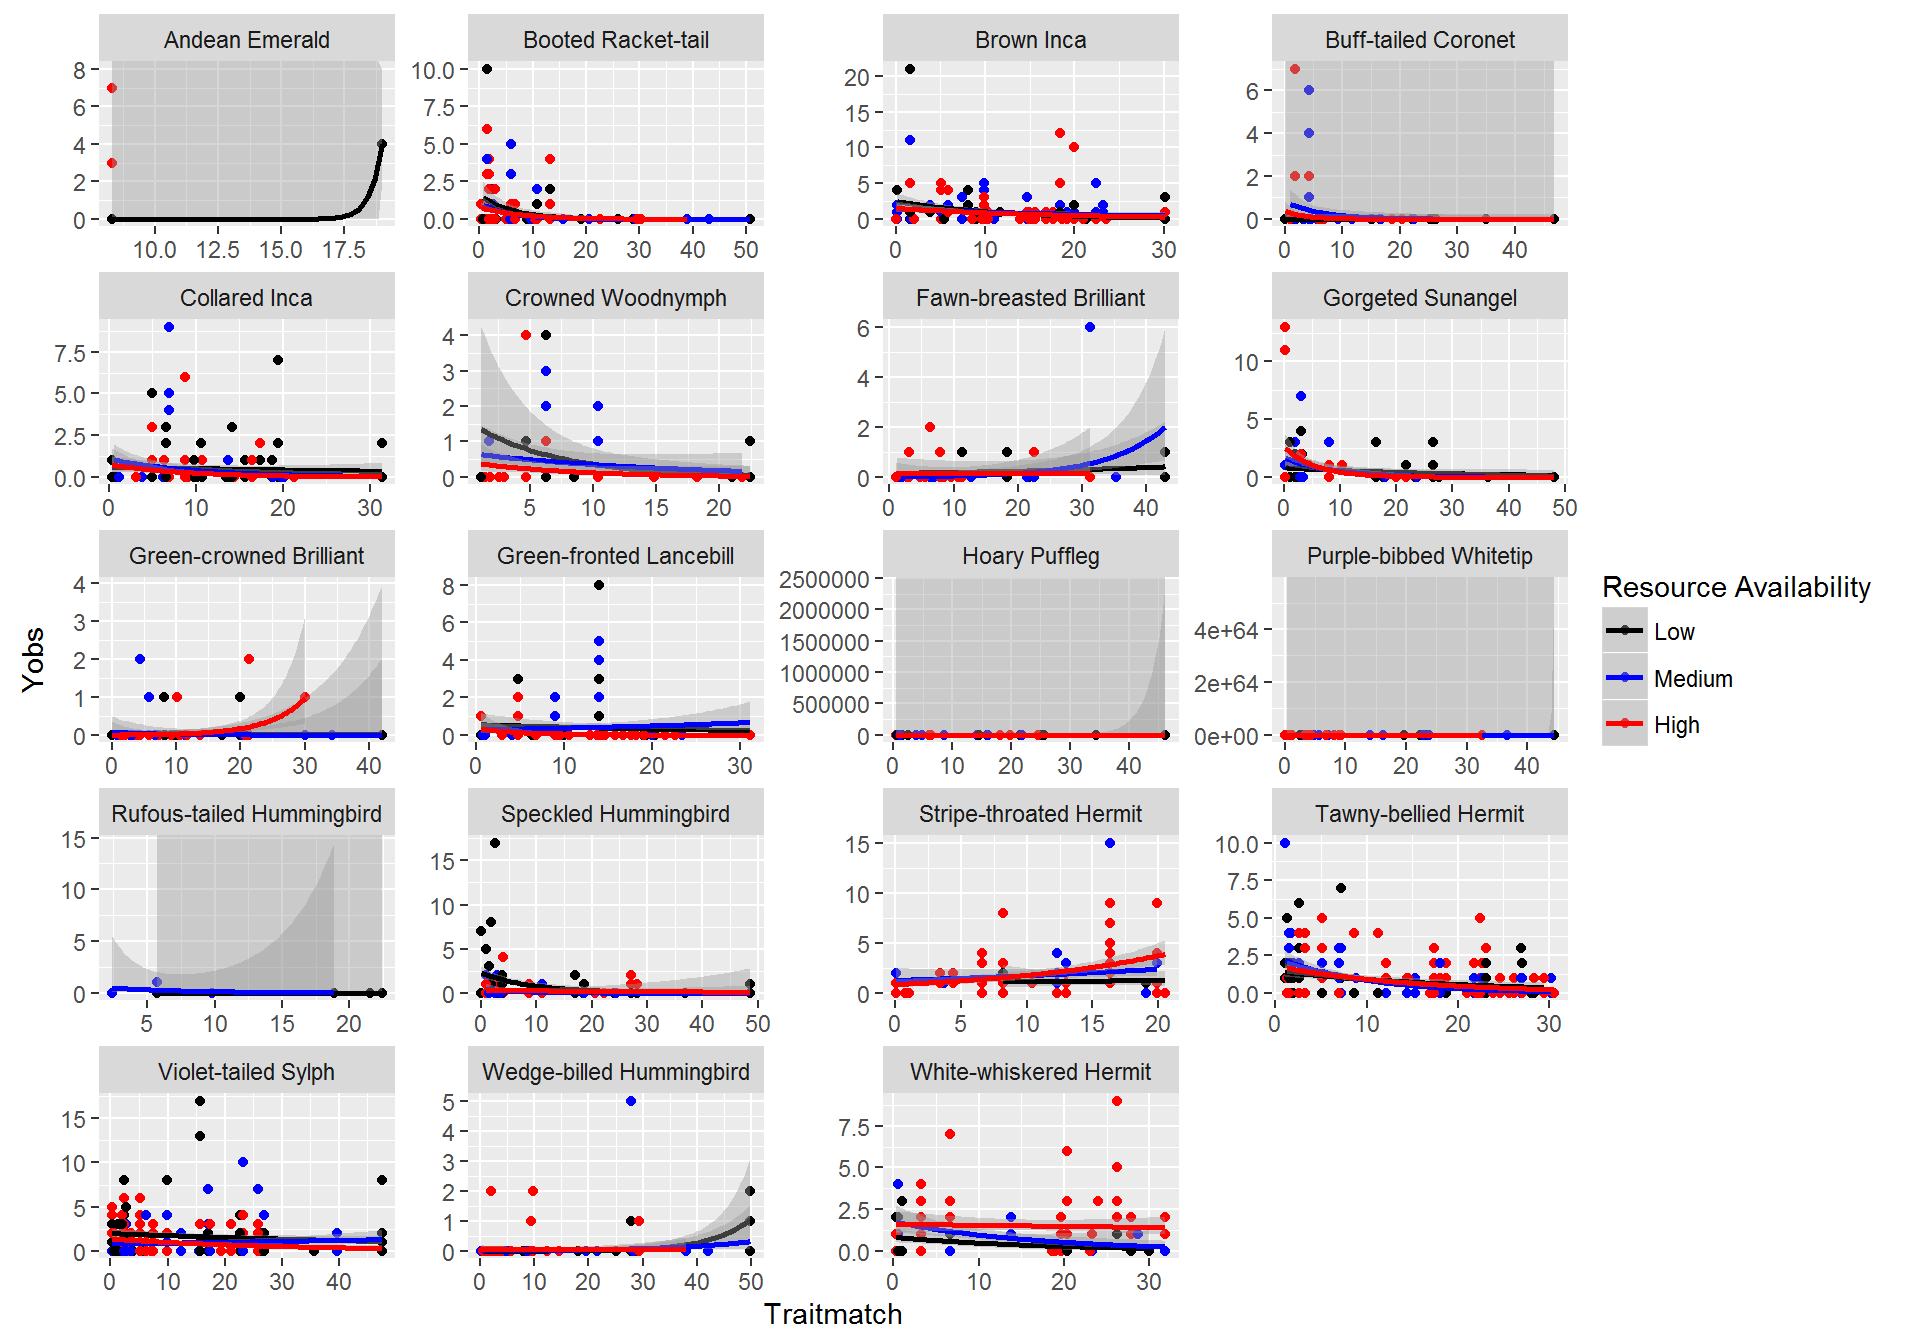 Andean Emerald
Booted Racket-tail
Brown Inca
Buff-tailed Coronet
8
6
4
2
0
10.0
7.5
5.0
2.5
0.0
20
15
10
5
0
6
4
2
0
10.0 12.5 15.0 17.5
0 10 20 30 40 50
0 10 20 30
0 10 20 30 40
Collared Inca
Crowned Woodnymph
Fawn-breasted Brilliant
Gorgeted Sunangel
7.5
5.0
2.5
0.0
4
3
2
1
0
6
4
2
0
10
5
0
0 10 20 30
5 10 15 20
0 10 20 30 40
0 10 20 30 40 50
Green-crowned Brilliant
Green-fronted Lancebill
Hoary Puffleg
Purple-bibbed Whitetip
4
3
2
1
0
8
6
4
2
0
2500000
2000000
1500000
1000000
500000
0
4e+64
2e+64
0e+00
0 10 20 30 40
0 10 20 30
0 10 20 30 40
0 10 20 30 40
Rufous-tailed Hummingbird
Speckled Hummingbird
Stripe-throated Hermit
Tawny-bellied Hermit
15
10
5
0
15
10
5
0
15
10
5
0
10.0
7.5
5.0
2.5
0.0
5 10 15 20
0 10 20 30 40 50
0 5 10 15 20
0 10 20 30
Violet-tailed Sylph
Wedge-billed Hummingbird
White-whiskered Hermit
15
10
5
0
5
4
3
2
1
0
7.5
5.0
2.5
0.0
0 10 20 30 40
0 10 20 30 40 50
0 10 20 30
Yobs
Traitmatch
Resource Availability
Low
Medium
High